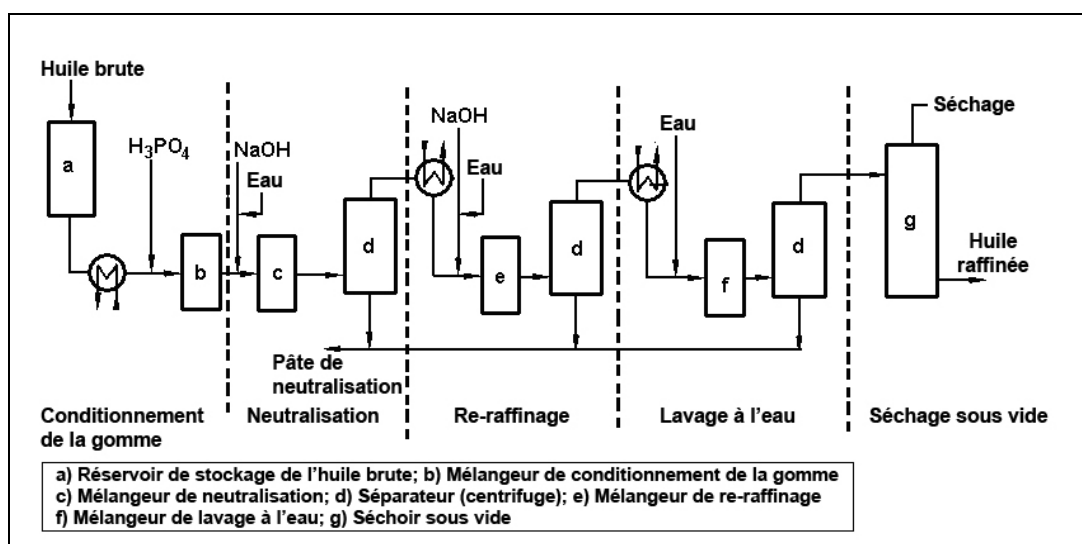 Huile brute
a
H₃PO₄
b
NaOH
Eau
c
d
Pâte de
neutralisation
NaOH
Eau
e
d
Eau
f
d
Séchage
g
Huile
raffinée
Conditionnement
de la gomme
Neutralisation
Re-raffinage
Lavage à l'eau
Séchage sous vide
a) Réservoir de stockage de l'huile brute; b) Mélangeur de conditionnement de la gomme
c) Mélangeur de neutralisation; d) Séparateur (centrifuge); e) Mélangeur de re-raffinage
f) Mélangeur de lavage à l'eau; g) Séchoir sous vide